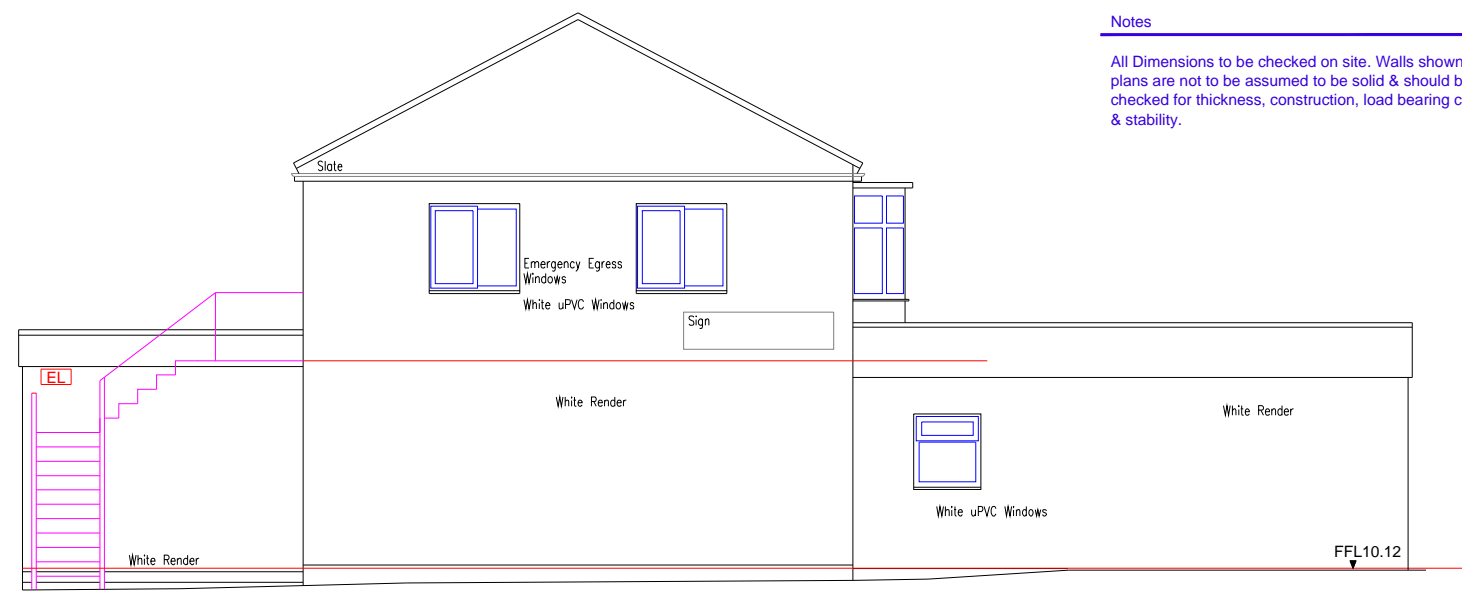 Notes
All Dimensions to be checked on site. Walls shown
plans are not to be assumed to be solid & should b
checked for thickness, construction, load bearing c
& stability.
Slate
Emergency Egress
Windows
White uPVC Windows
Sign
EL
White Render
White Render
White uPVC Windows
FFL10.12
White Render